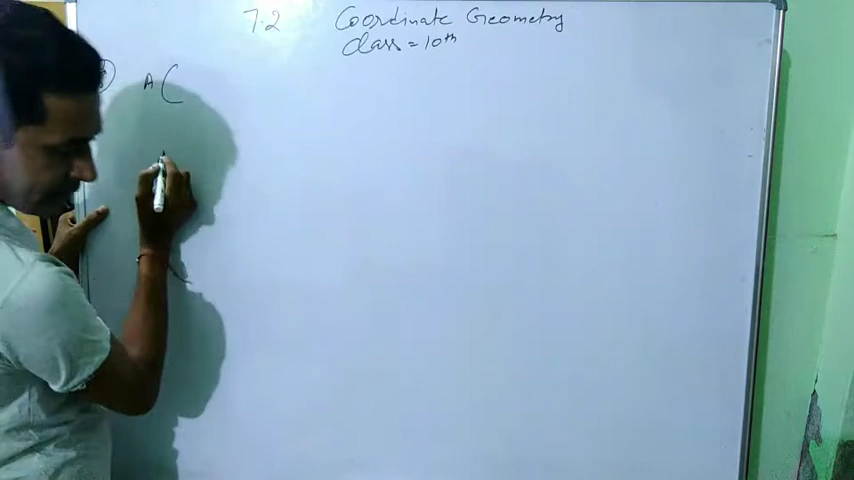 7.2 Coordinate Geometry
class = 10th
A (